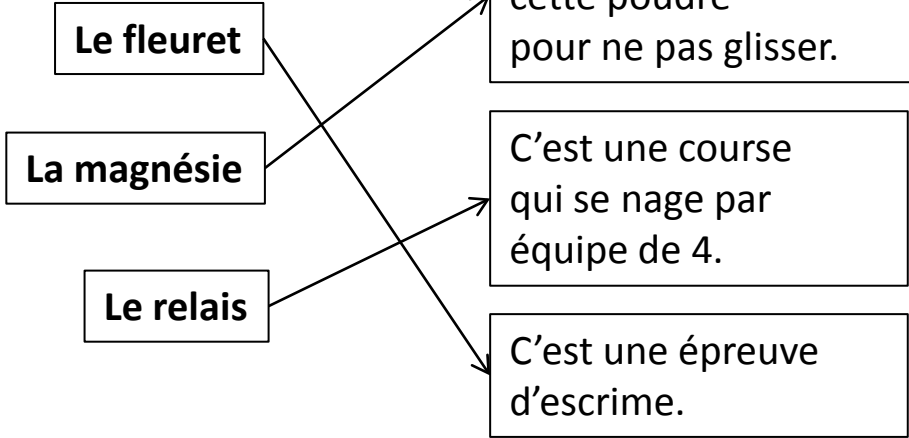 cette poudre
Le fleuret
pour ne pas glisser.
La magnésie
C’est une course
qui se nage par
équipe de 4.
Le relais
C’est une épreuve
d’escrime.